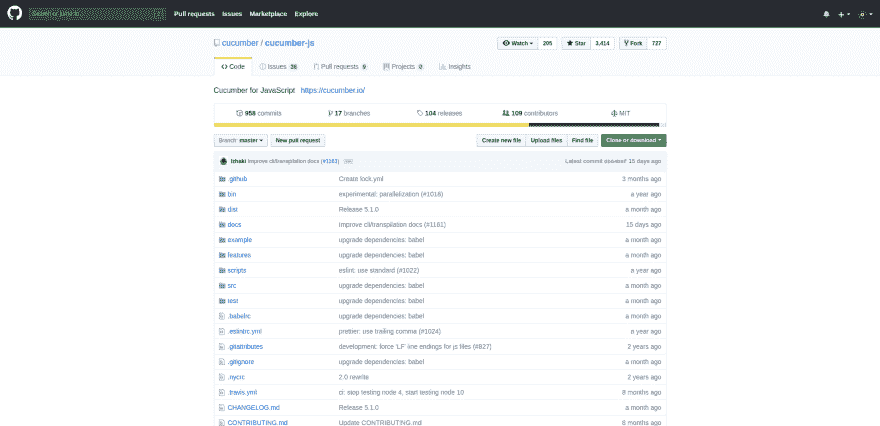 Pull requests Issues Marketplace Explore
cucumber / cucumber-js
Watch 205 Star 3,414 Fork 727
Code Issues Pull requests Projects Insights
Cucumber for JavaScript https://cucumber.io/
958 commits 17 branches 104 releases 109 contributors MIT
Branch: master New pull request Create new file Upload files Find file Clone or download
improve cli/transpilation docs (#1161) Latest commit 15 days ago
.github Create lock.yml 3 months ago
bin experimental: parallelization (#1018) a year ago
dist Release 5.1.0 a month ago
docs improve cli/transpilation docs (#1161) 15 days ago
example upgrade dependencies: babel a month ago
features upgrade dependencies: babel a month ago
scripts eslint: use standard (#1022) a year ago
src upgrade dependencies: babel a month ago
test upgrade dependencies: babel a month ago
.babelrc upgrade dependencies: babel a month ago
.eslintrc.yml prettier: use trailing comma (#1024) a year ago
.gitattributes development: force 'LF' line endings for js files (#827) 2 years ago
.gitignore upgrade dependencies: babel a month ago
.nycrc 2.0 rewrite 2 years ago
.travis.yml ci: stop testing node 4, start testing node 10 8 months ago
CHANGELOG.md Release 5.1.0 a month ago
CONTRIBUTING.md Update CONTRIBUTING.md 6 months ago